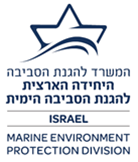 המשרד להגנת הסביבה
היחידה הארצית
להגנת הסביבה הימית
ISRAEL
MARINE ENVIRONMENT
PROTECTION DIVISION